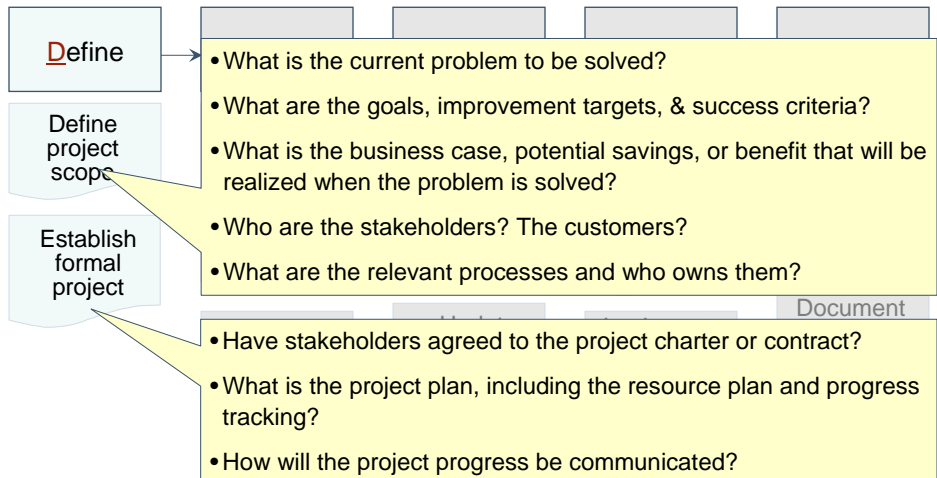 Define
Define
project
scope
Establish
formal
project
• What is the current problem to be solved?
• What are the goals, improvement targets, & success criteria?
• What is the business case, potential savings, or benefit that will be
realized when the problem is solved?
• Who are the stakeholders? The customers?
• What are the relevant processes and who owns them?
Document
• Have stakeholders agreed to the project charter or contract?
• What is the project plan, including the resource plan and progress
tracking?
• How will the project progress be communicated?